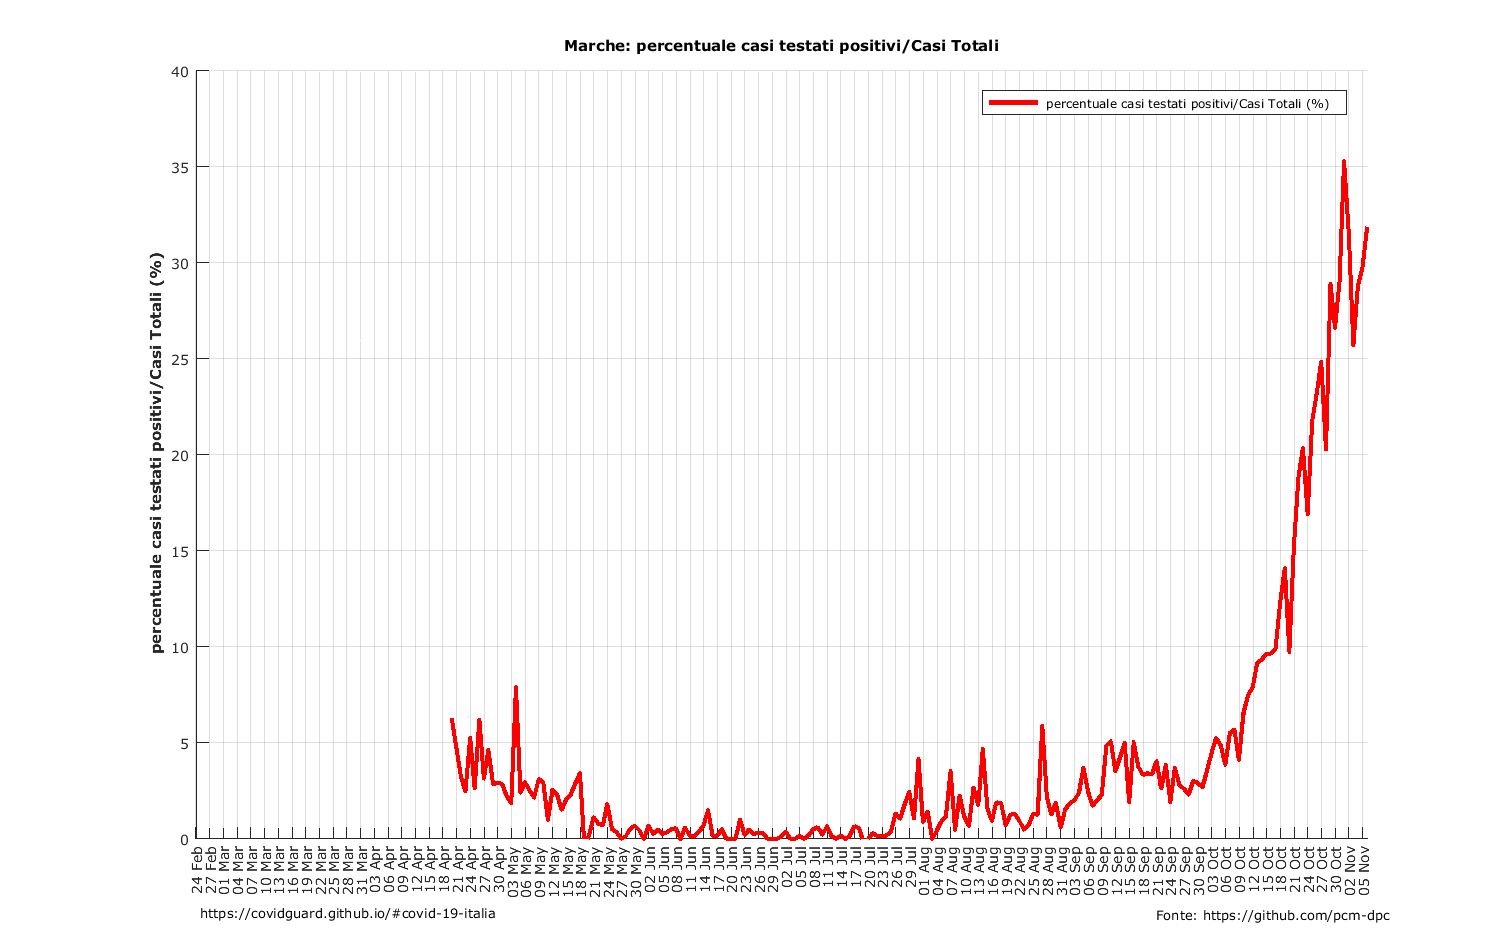 Marche: percentuale casi testati positivi/Casi Totali
percentuale casi testati positivi/Casi Totali (%)
percentuale casi testati positivi/Casi Totali (%)
40
35
30
25
20
15
10
5
0
24 Feb
27 Feb
01 Mar
04 Mar
07 Mar
10 Mar
13 Mar
16 Mar
19 Mar
22 Mar
25 Mar
28 Mar
31 Mar
03 Apr
06 Apr
09 Apr
12 Apr
15 Apr
18 Apr
21 Apr
24 Apr
27 Apr
30 Apr
03 May
06 May
09 May
12 May
15 May
18 May
21 May
24 May
27 May
30 May
02 Jun
05 Jun
08 Jun
11 Jun
14 Jun
17 Jun
20 Jun
23 Jun
26 Jun
29 Jun
02 Jul
05 Jul
08 Jul
11 Jul
14 Jul
17 Jul
20 Jul
23 Jul
26 Jul
29 Jul
01 Aug
04 Aug
07 Aug
10 Aug
13 Aug
16 Aug
19 Aug
22 Aug
25 Aug
28 Aug
31 Aug
03 Sep
06 Sep
09 Sep
12 Sep
15 Sep
18 Sep
21 Sep
24 Sep
27 Sep
30 Sep
03 Oct
06 Oct
09 Oct
12 Oct
15 Oct
18 Oct
21 Oct
24 Oct
27 Oct
30 Oct
02 Nov
05 Nov
https://covidguard.github.io/#covid-19-italia
Fonte: https://github.com/pcm-dpc